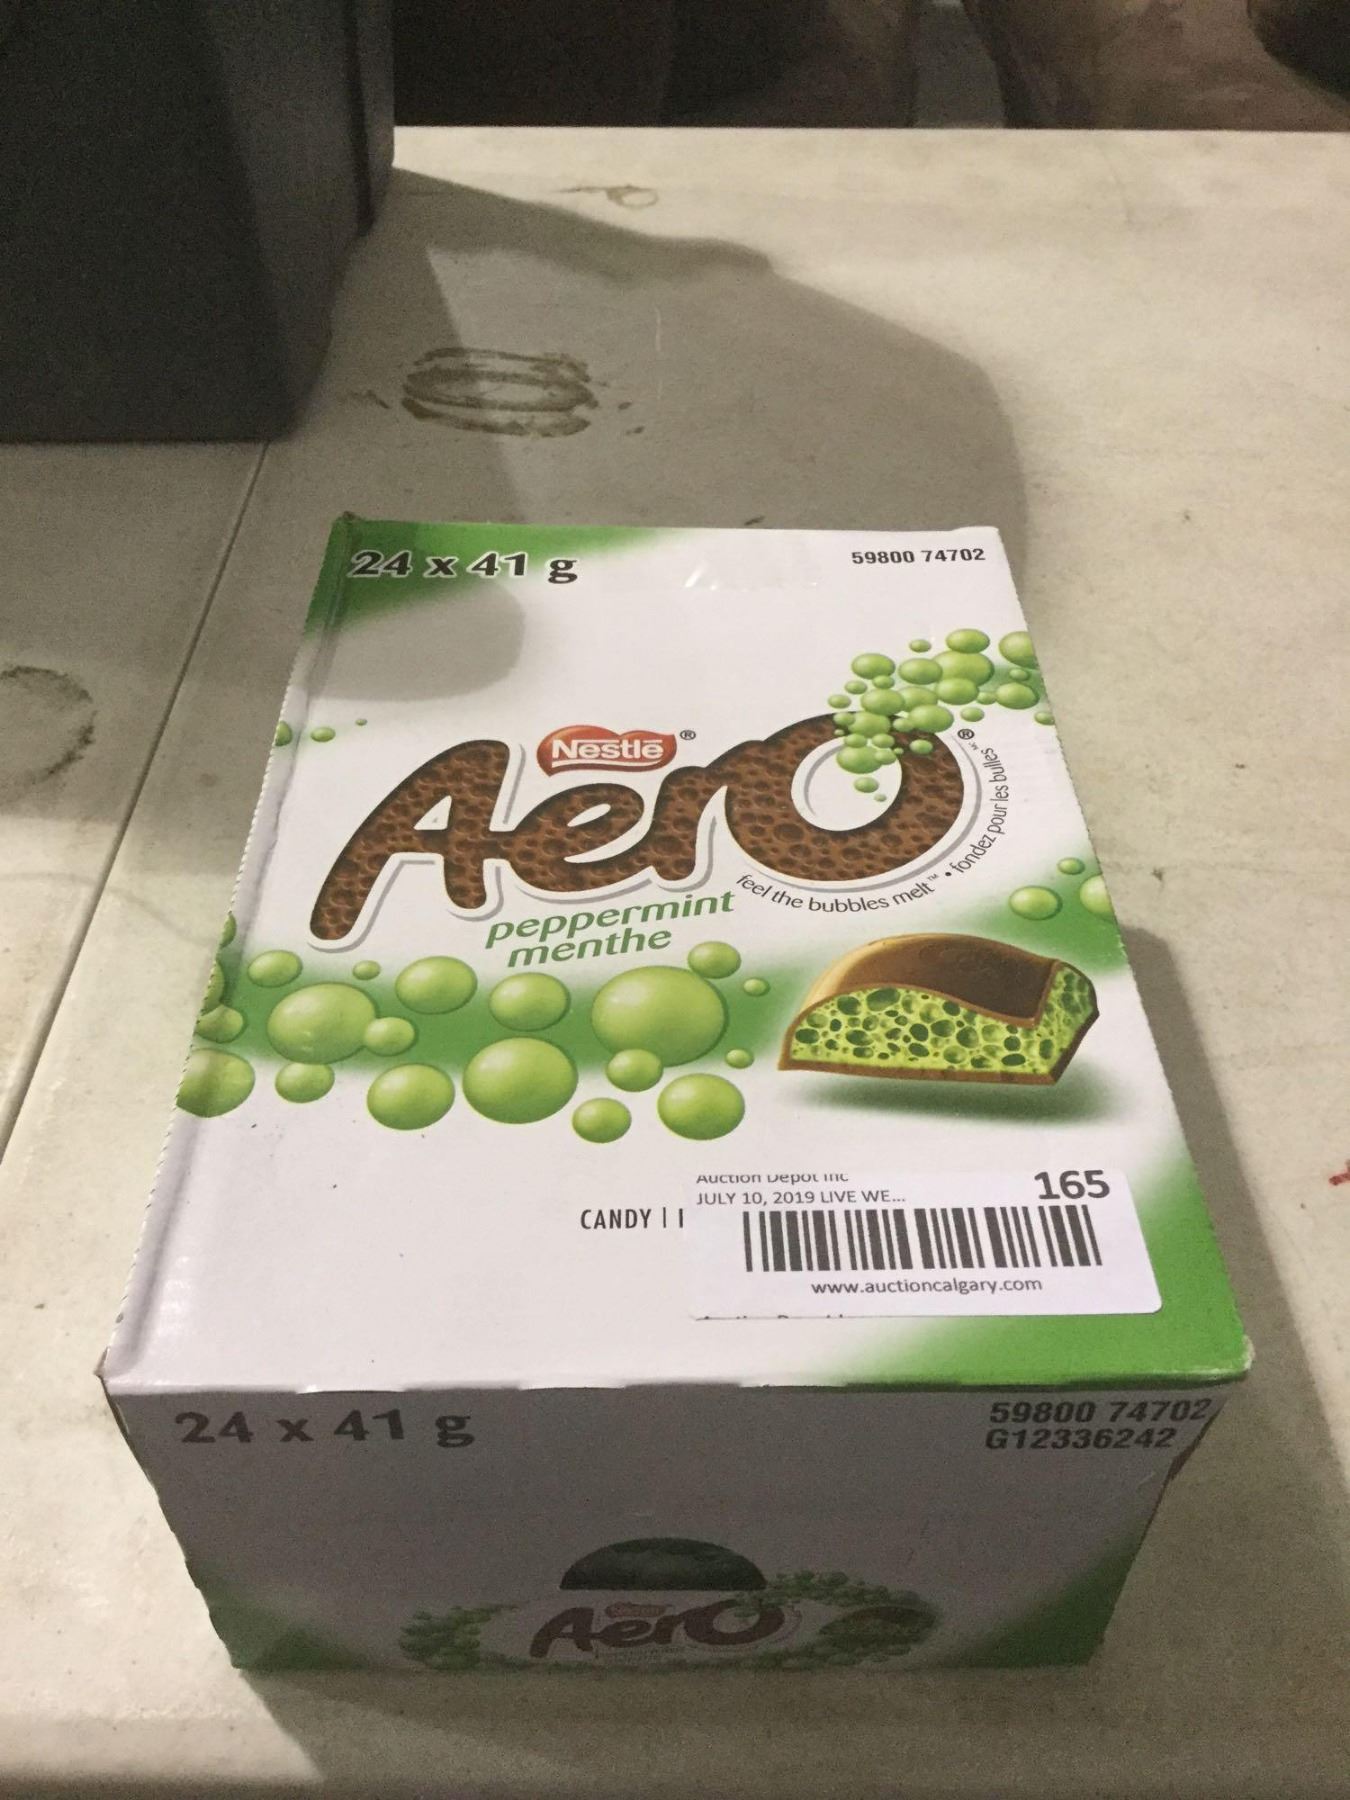 24 x 41 g
59800 74702
Nestlé ®
Aero ®
peppermint
menthe
feel the bubbles melt™ • fondez pour les bulles MC
Auction Depot Inc
JULY 10, 2019 LIVE WE...
165
CANDY |
www.auctioncalgary.com
24 x 41 g
59800 74702
G12336242
Aero